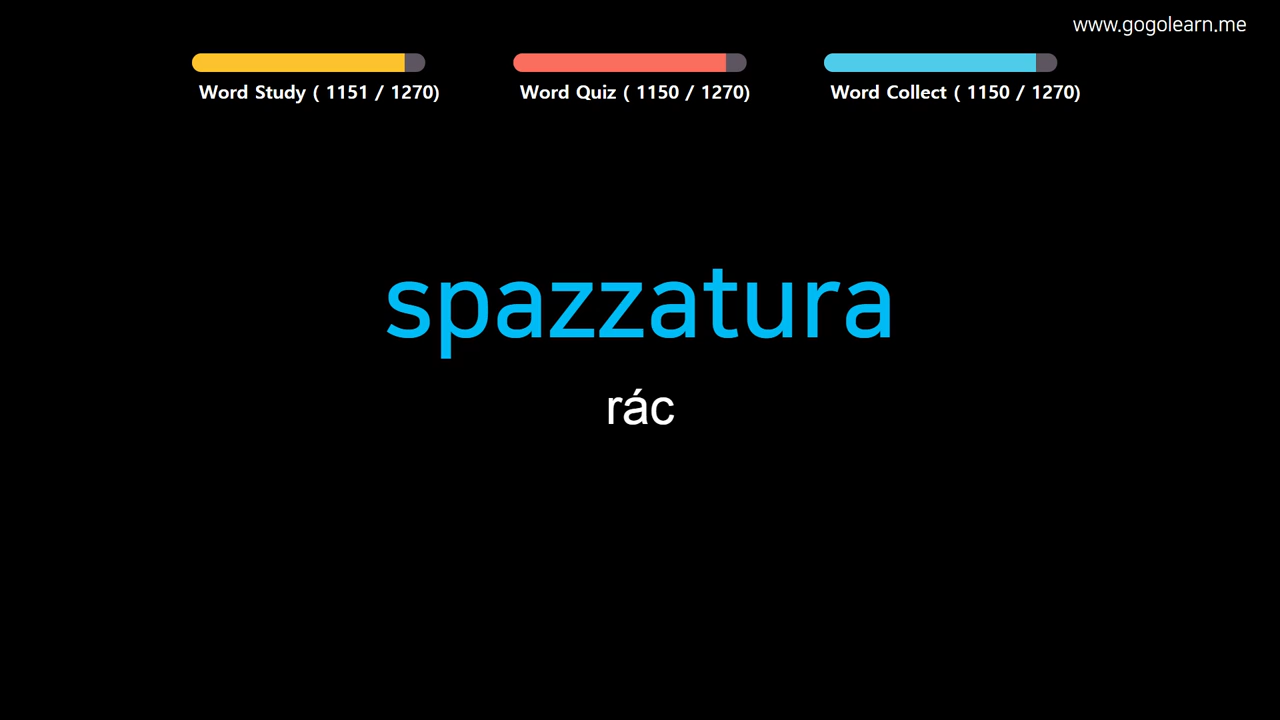 www.gogolearn.me
Word Study ( 1151 / 1270)
Word Quiz ( 1150 / 1270)
Word Collect ( 1150 / 1270)
spazzatura
rác